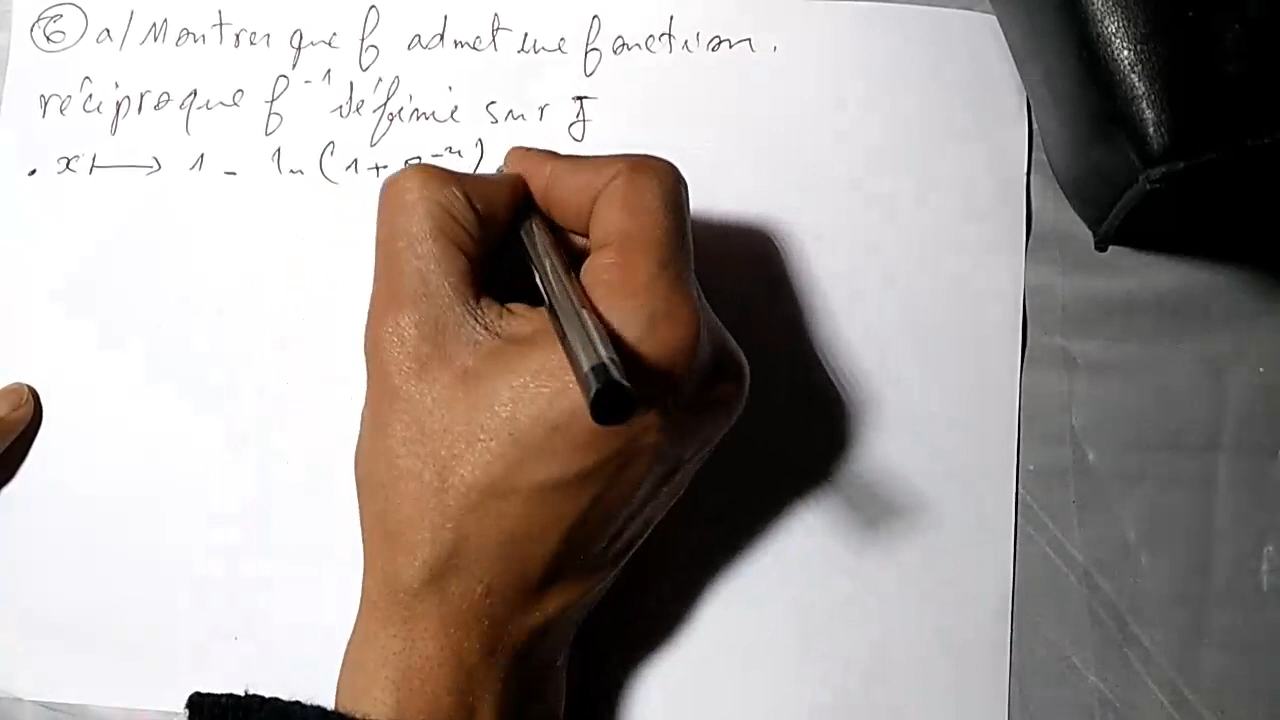 ⑥ a/ Montrer que f admet une fonction.
réciproque f⁻¹ définie sur J
. x ⟼ 1 - ln(1+e⁻ˣ)